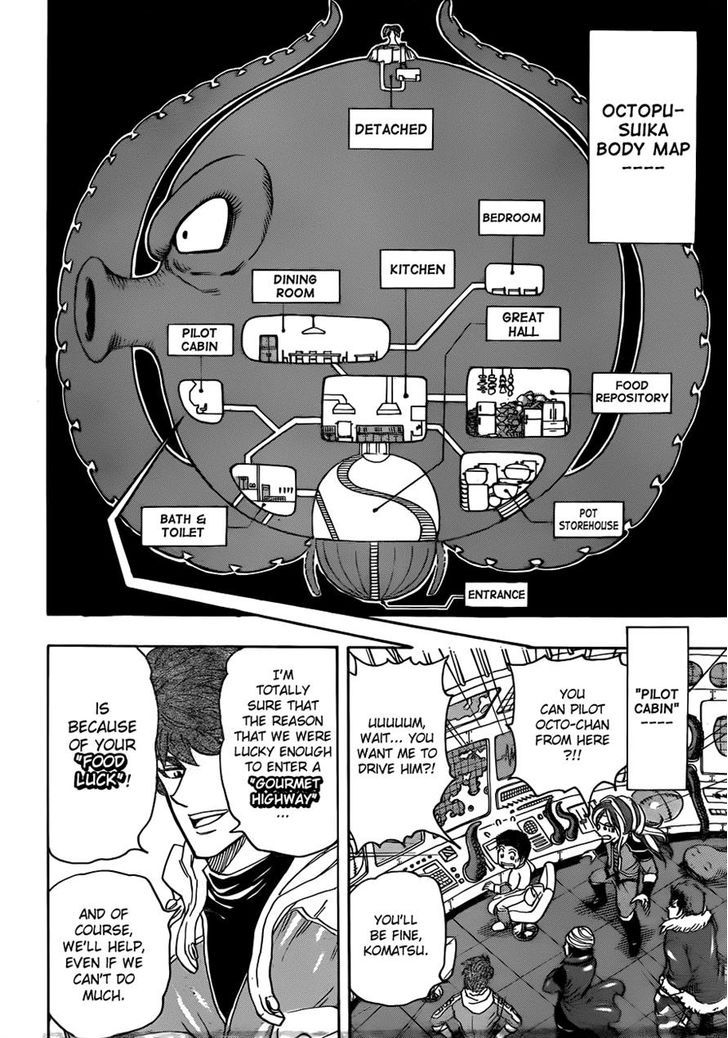 OCTOPU-
SUIKA
BODY MAP
----
DETACHED
BEDROOM
KITCHEN
DINING
ROOM
GREAT
HALL
PILOT
CABIN
FOOD
REPOSITORY
BATH &
TOILET
POT
STOREHOUSE
ENTRANCE
"PILOT
CABIN"
----
YOU
CAN PILOT
OCTO-CHAN
FROM HERE
?!!
UUUUUM,
WAIT... YOU
WANT ME TO
DRIVE HIM?!
YOU'LL
BE FINE,
KOMATSU.
I'M
TOTALLY
SURE THAT
THE REASON
THAT WE WERE
LUCKY ENOUGH
TO ENTER A
"GOURMET
HIGHWAY"
...
IS
BECAUSE
OF YOUR
"FOOD
LUCK"!
AND OF
COURSE,
WE'LL HELP,
EVEN IF WE
CAN'T DO
MUCH.